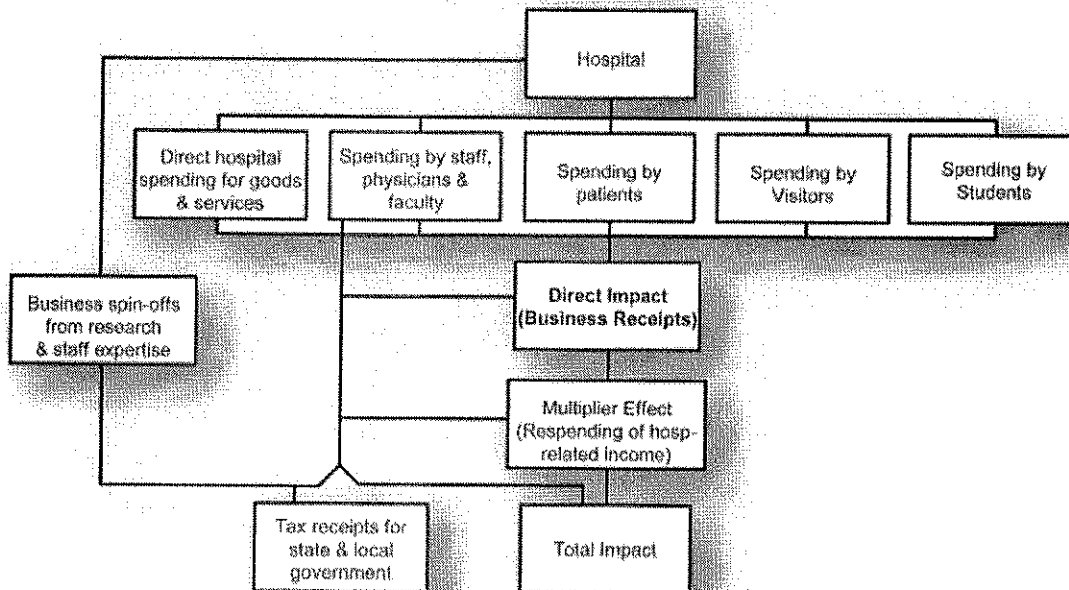 Hospital
Direct hospital
spending for goods
& services
Spending by staff,
physicians &
faculty
Spending by
patients
Spending by
Visitors
Spending by
Students
Business spin-offs
from research
& staff expertise
Direct Impact
(Business Receipts)
Multiplier Effect
(Respending of hosp-
related income)
Tax receipts for
state & local
government
Total Impact